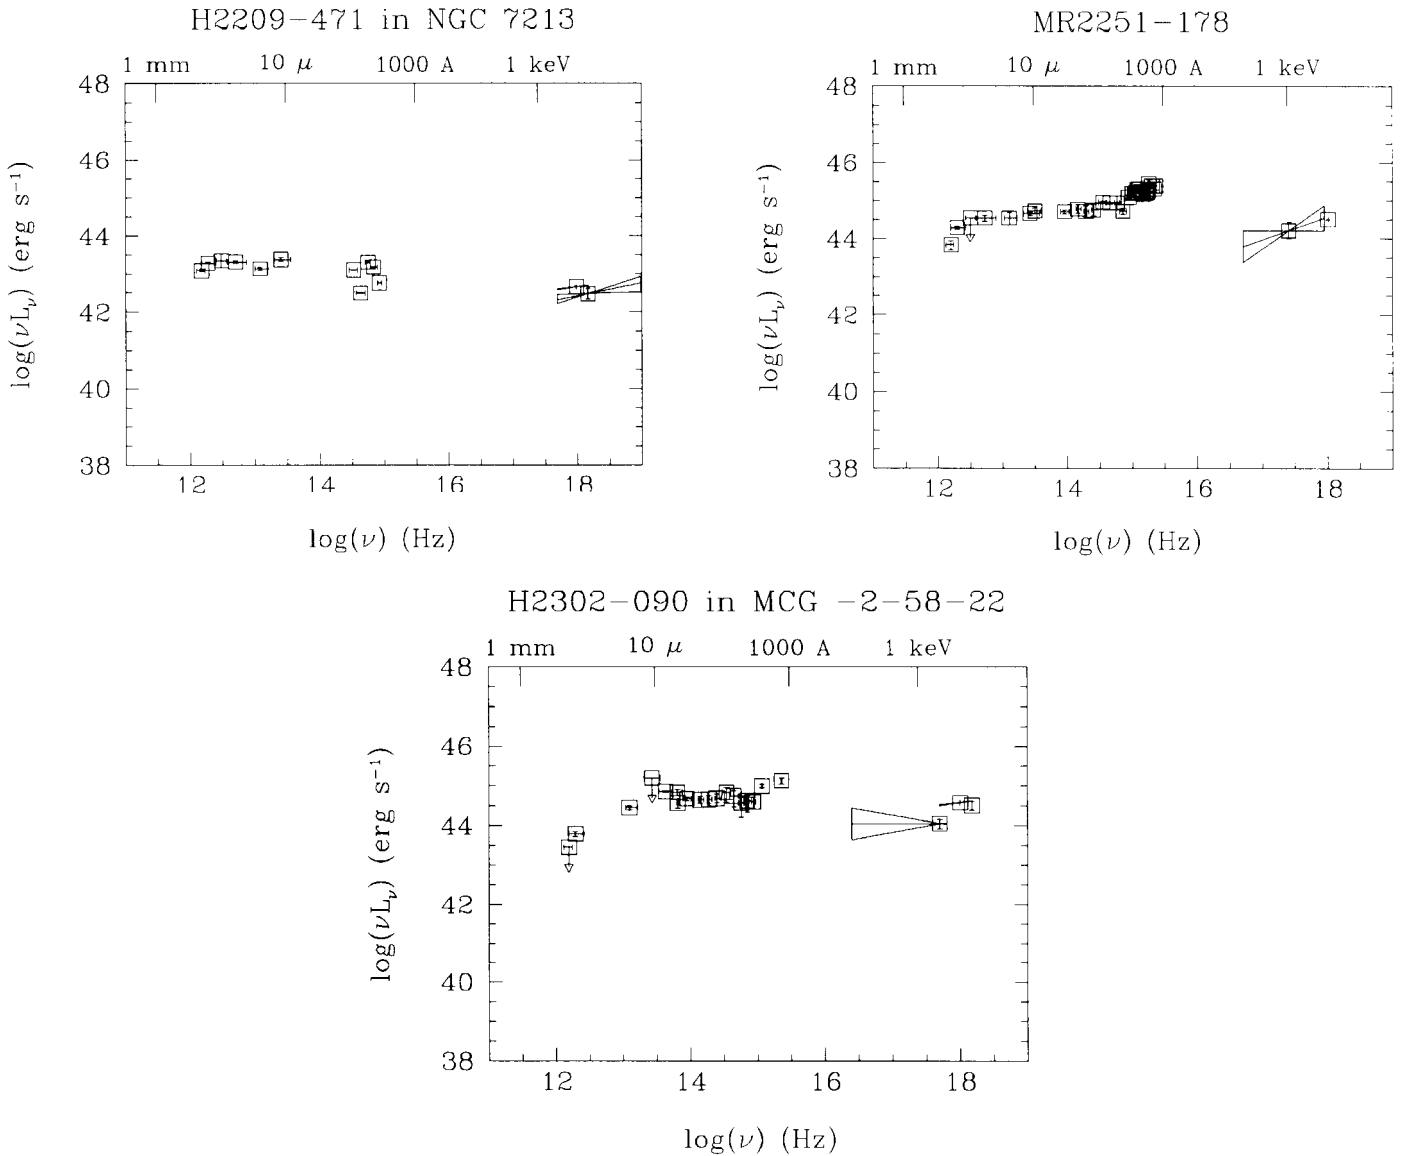 H2209-471 in NGC 7213
1 mm 10 μ 1000 A 1 keV
48
46
44
42
40
38
12 14 16 18
log(ν) (Hz)
log(νLν) (erg s⁻¹)
MR2251-178
1 mm 10 μ 1000 A 1 keV
48
46
44
42
40
38
12 14 16 18
log(ν) (Hz)
log(νLν) (erg s⁻¹)
H2302-090 in MCG -2-58-22
1 mm 10 μ 1000 A 1 keV
48
46
44
42
40
38
12 14 16 18
log(ν) (Hz)
log(νLν) (erg s⁻¹)